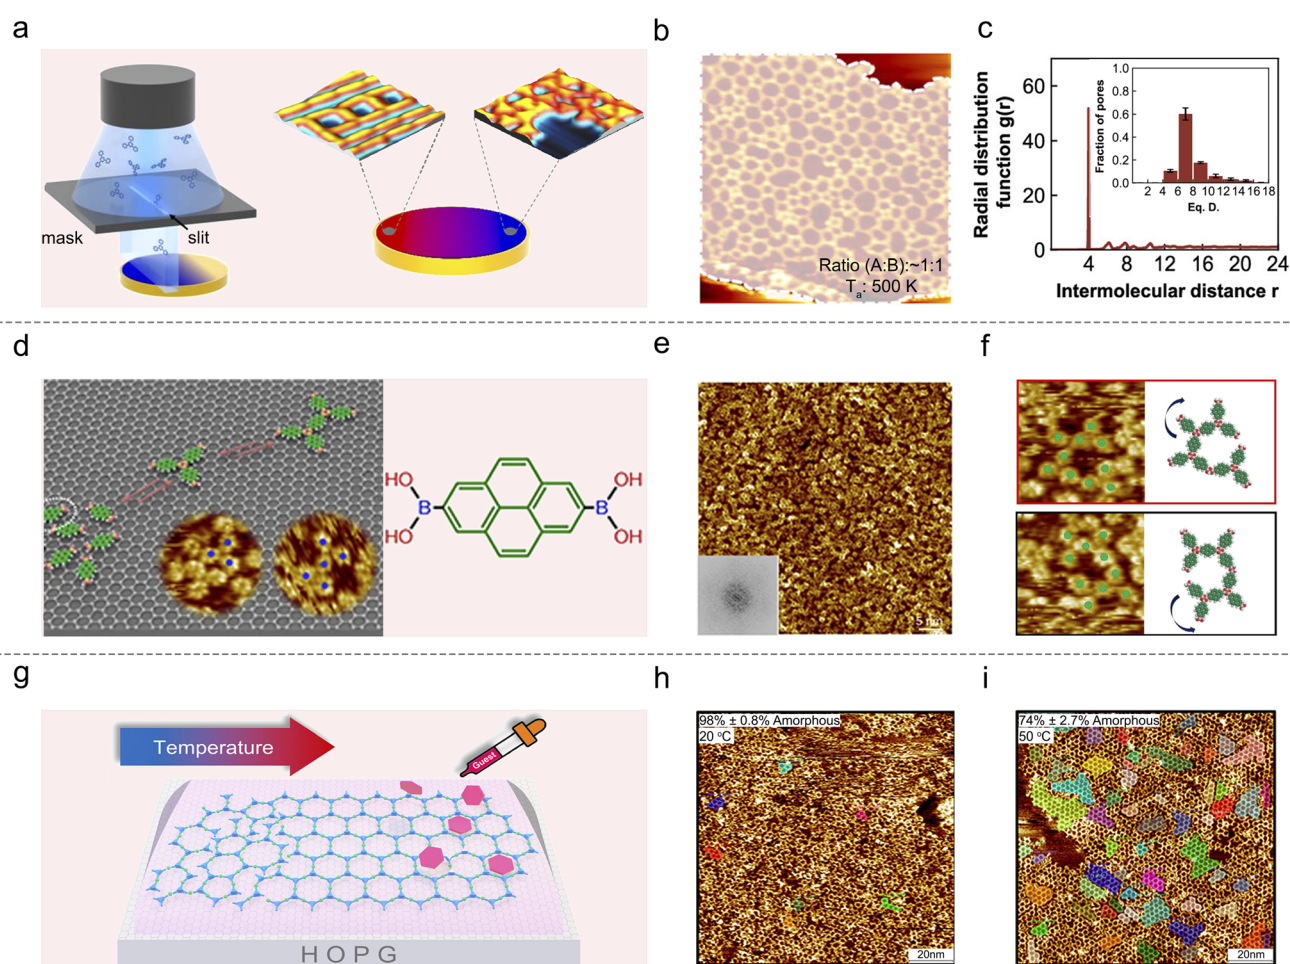 a
mask
slit
b
Ratio (A:B):~1:1
Ta: 500 K
c
Radial distribution
function g(r)
60
40
20
0
4
8
12
16
20
24
Intermolecular distance r
Fraction of pores
1.0
0.8
0.6
0.4
0.2
0.0
2 4 6 8 10 12 14 16 18
Eq. D.
d
HO
OH
B
B
HO
OH
e
5 nm
f
g
Temperature
Guest
HOPG
h
98% ± 0.8% Amorphous
20 °C
20nm
i
74% ± 2.7% Amorphous
50 °C
20nm